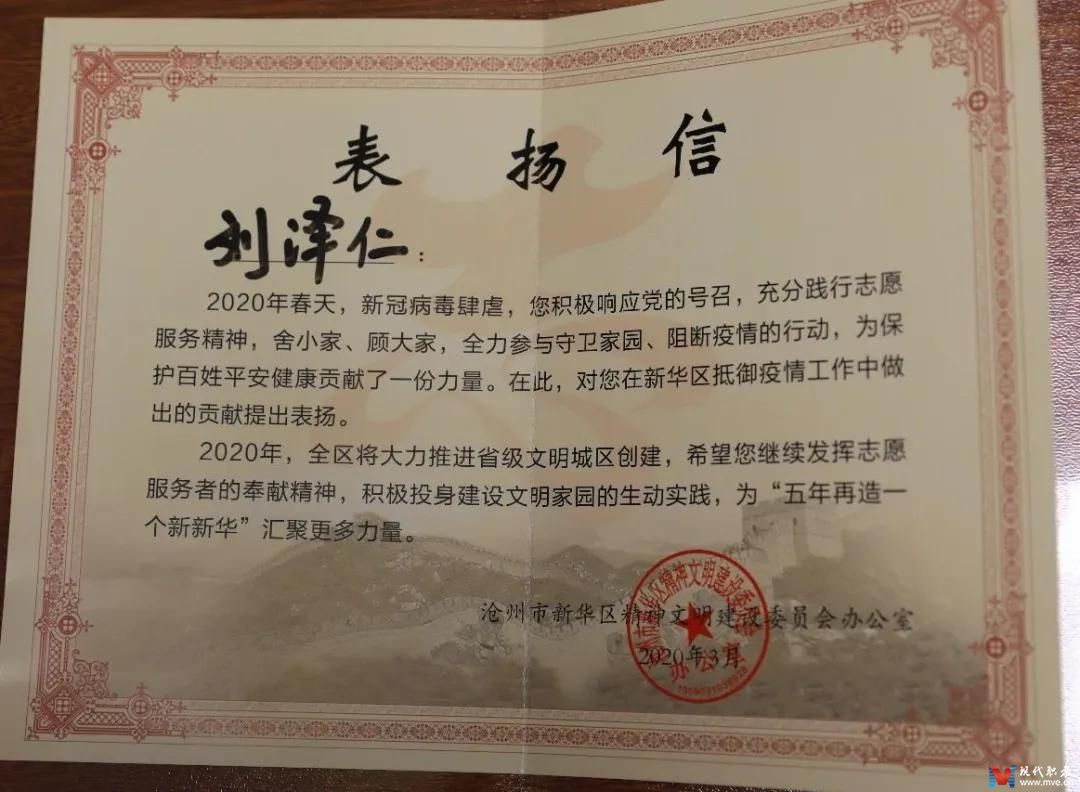 表扬信
刘泽仁：
2020年春天，新冠病毒肆虐，您积极响应党的号召，充分践行志愿
服务精神，舍小家、顾大家，全力参与守卫家园、阻断疫情的行动，为保
护百姓平安健康贡献了一份力量。在此，对您在新华区抵御疫情工作中做
出的贡献提出表扬。
2020年，全区将大力推进省级文明城区创建，希望您继续发挥志愿
服务者的奉献精神，积极投身建设文明家园的生动实践，为“五年再造一
个新新华”汇聚更多力量。
沧州市新华区精神文明建设委员会办公室
2020年3月
办公室
现代职教
www.mve.cn